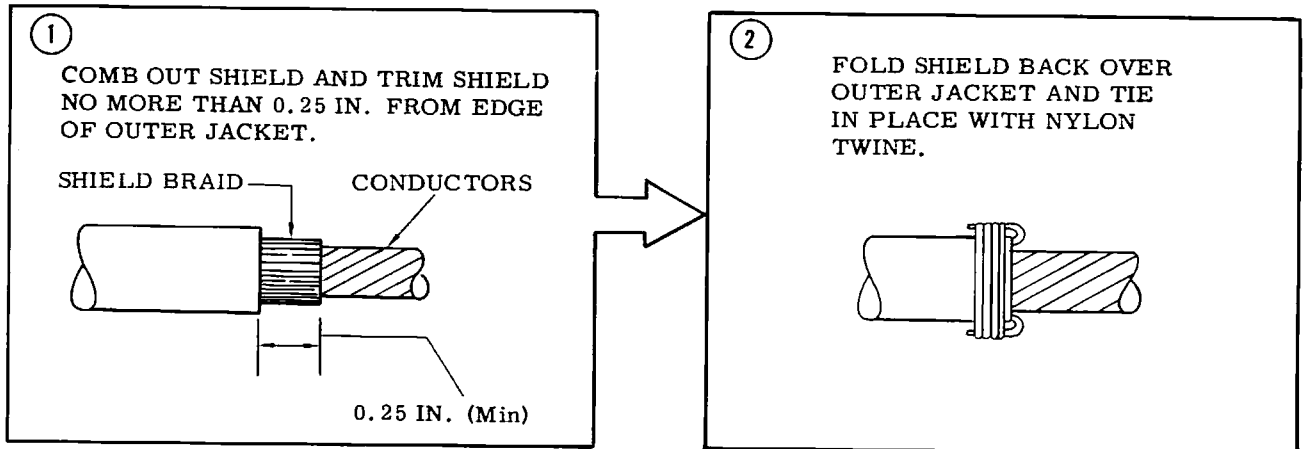 1
COMB OUT SHIELD AND TRIM SHIELD
NO MORE THAN 0.25 IN. FROM EDGE
OF OUTER JACKET.
SHIELD BRAID
CONDUCTORS
0.25 IN. (Min)
2
FOLD SHIELD BACK OVER
OUTER JACKET AND TIE
IN PLACE WITH NYLON
TWINE.